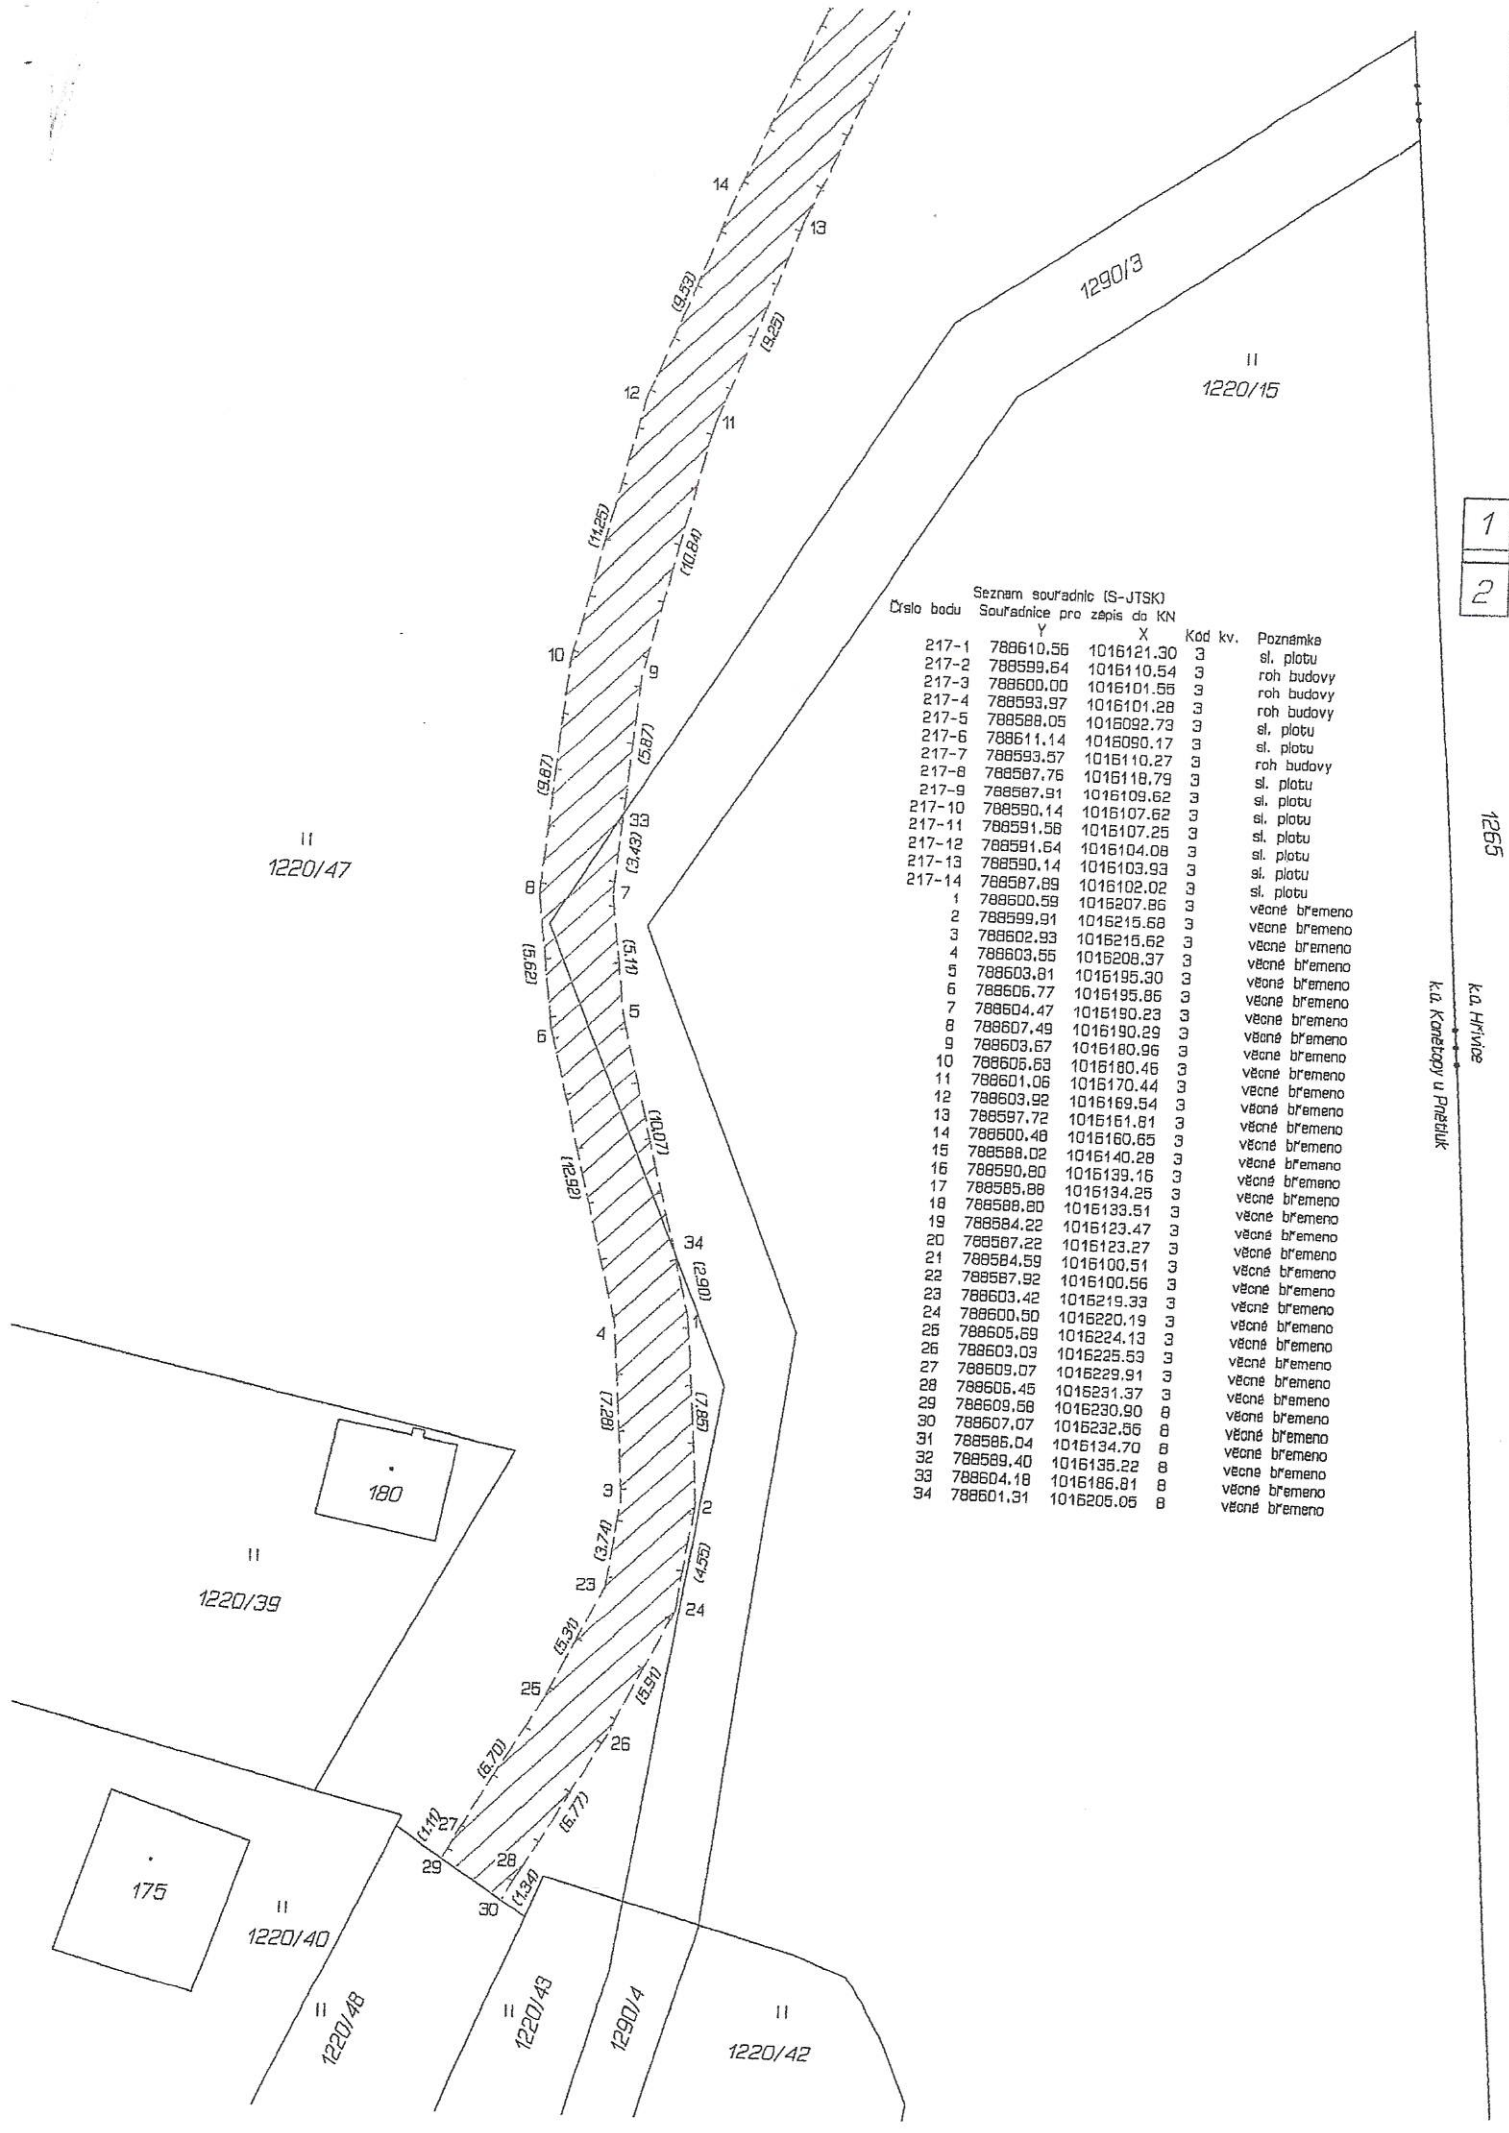 14
13
(9.53)
(9.25)
1290/3
12
11
II
1220/15
(11.25)
(10.84)
1
2
10
9
(9.87)
(5.87)
33
(3.43)
II
1220/47
8
7
1265
(5.62)
(5.11)
6
5
k.ú. Hřivice
k.ú. Konětopy u Pnětluk
(12.92)
(10.07)
34
(2.90)
4
1
(7.28)
(7.85)
180
3
2
(3.74)
(4.55)
II
1220/39
23
24
(5.31)
(5.91)
25
26
(6.70)
(6.77)
(1.11)
27
29
28
(1.34)
30
175
II
1220/40
II
1220/48
II
1220/43
1290/4
II
1220/42
Seznam souřadnic (S-JTSK)
Číslo bodu Souřadnice pro zápis do KN
Y X Kód kv. Poznámka
217-1 788610.56 1016121.30 3 sl. plotu
217-2 788599.64 1016110.54 3 roh budovy
217-3 788600.00 1016101.55 3 roh budovy
217-4 788593.97 1016101.28 3 roh budovy
217-5 788588.05 1016092.73 3 sl. plotu
217-6 788611.14 1016090.17 3 sl. plotu
217-7 788593.57 1016110.27 3 roh budovy
217-8 788587.76 1016118.79 3 sl. plotu
217-9 788587.91 1016109.62 3 sl. plotu
217-10 788590.14 1016107.62 3 sl. plotu
217-11 788591.56 1016107.25 3 sl. plotu
217-12 788591.64 1016104.08 3 sl. plotu
217-13 788590.14 1016103.93 3 sl. plotu
217-14 788587.89 1016102.02 3 sl. plotu
1 788600.59 1016207.86 3 věcné břemeno
2 788599.91 1016215.68 3 věcné břemeno
3 788602.93 1016215.62 3 věcné břemeno
4 788603.55 1016208.37 3 věcné břemeno
5 788603.81 1016195.30 3 věcné břemeno
6 788606.77 1016195.86 3 věcné břemeno
7 788604.47 1016190.23 3 věcné břemeno
8 788607.49 1016190.29 3 věcné břemeno
9 788603.67 1016180.96 3 věcné břemeno
10 788606.63 1016180.46 3 věcné břemeno
11 788601.06 1016170.44 3 věcné břemeno
12 788603.92 1016169.54 3 věcné břemeno
13 788597.72 1016161.81 3 věcné břemeno
14 788600.48 1016160.65 3 věcné břemeno
15 788588.02 1016140.28 3 věcné břemeno
16 788590.80 1016139.16 3 věcné břemeno
17 788585.88 1016134.25 3 věcné břemeno
18 788588.80 1016133.51 3 věcné břemeno
19 788584.22 1016123.47 3 věcné břemeno
20 788587.22 1016123.27 3 věcné břemeno
21 788584.59 1016100.51 3 věcné břemeno
22 788587.92 1016100.56 3 věcné břemeno
23 788603.42 1016219.33 3 věcné břemeno
24 788600.50 1016220.19 3 věcné břemeno
25 788605.69 1016224.13 3 věcné břemeno
26 788603.03 1016225.53 3 věcné břemeno
27 788609.07 1016229.91 3 věcné břemeno
28 788606.45 1016231.37 3 věcné břemeno
29 788609.58 1016230.90 8 věcné břemeno
30 788607.07 1016232.56 8 věcné břemeno
31 788586.04 1016134.70 8 věcné břemeno
32 788589.40 1016135.22 8 věcné břemeno
33 788604.18 1016186.81 8 věcné břemeno
34 788601.31 1016205.05 8 věcné břemeno